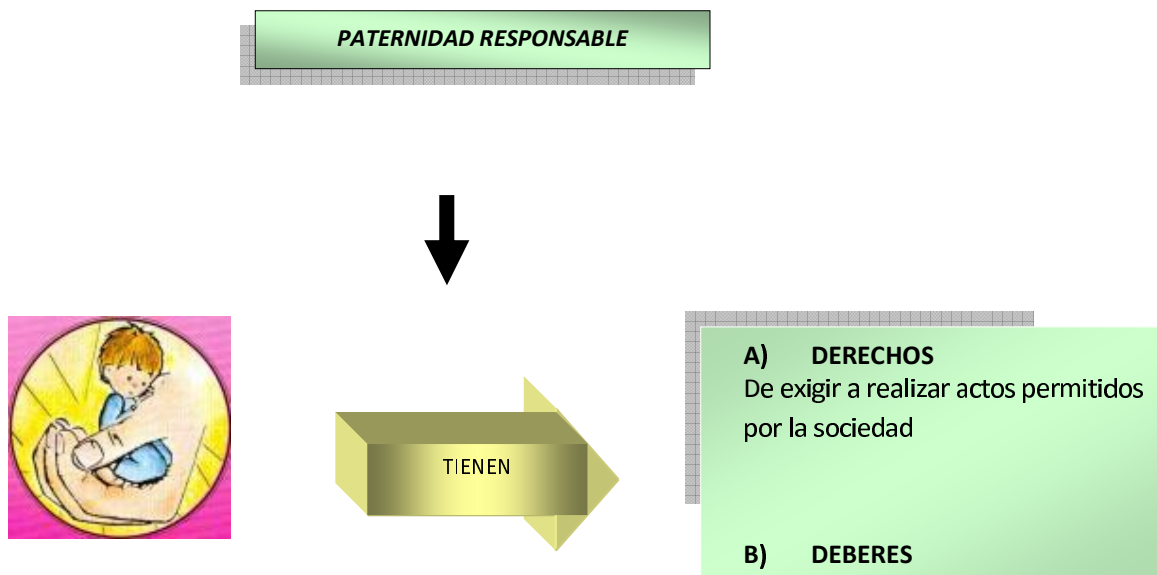 PATERNIDAD RESPONSABLE
TIENEN
A) DERECHOS
De exigir a realizar actos permitidos
por la sociedad
B) DEBERES